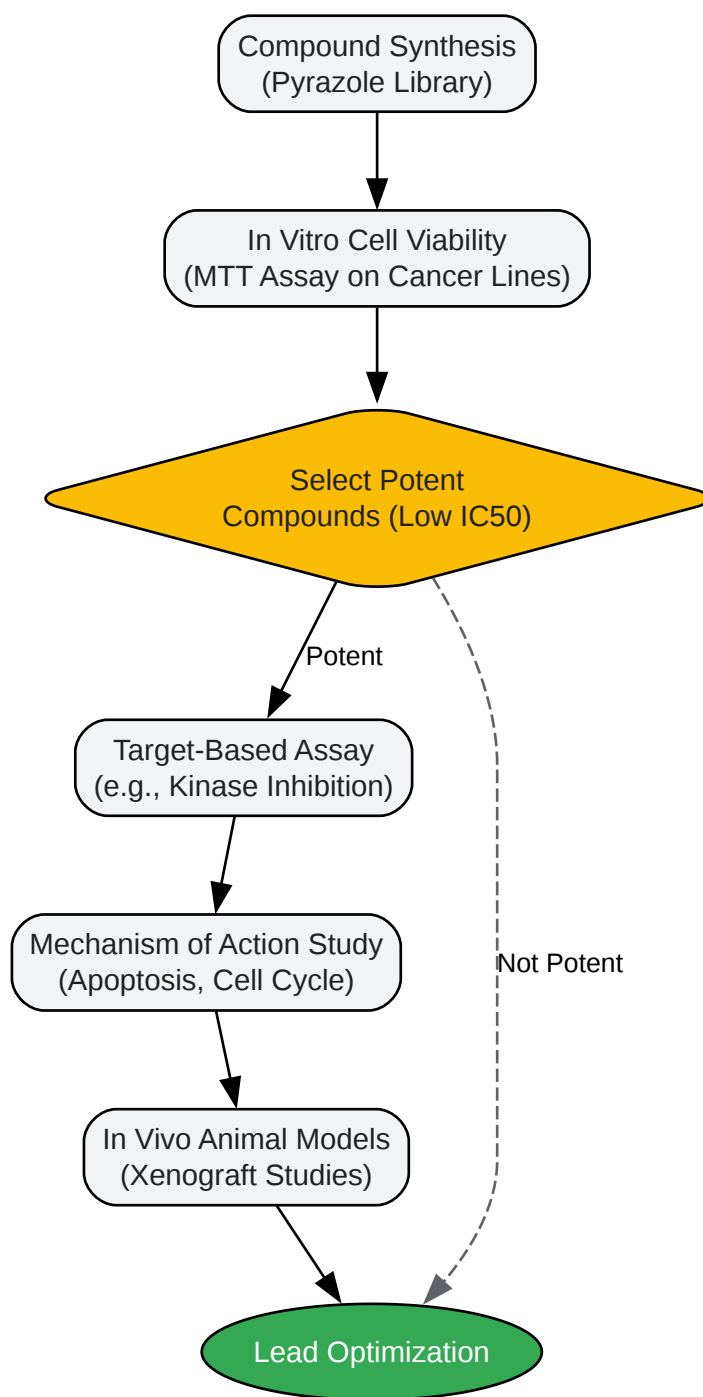 Compound Synthesis
(Pyrazole Library)
In Vitro Cell Viability
(MTT Assay on Cancer Lines)
Select Potent
Compounds (Low IC50)
Potent
Target-Based Assay
(e.g., Kinase Inhibition)
Mechanism of Action Study
(Apoptosis, Cell Cycle)
Not Potent
In Vivo Animal Models
(Xenograft Studies)
Lead Optimization